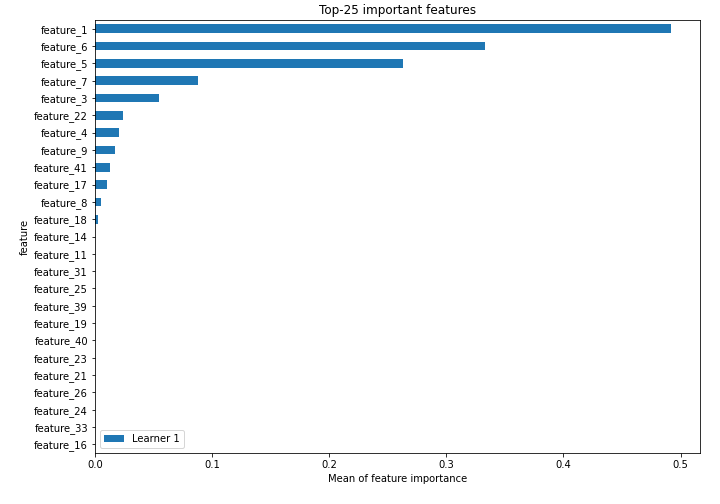 Top-25 important features
feature_1
feature_6
feature_5
feature_7
feature_3
feature_22
feature_4
feature_9
feature_41
feature_17
feature_8
feature_18
feature_14
feature_11
feature_31
feature_25
feature_39
feature_19
feature_40
feature_23
feature_21
feature_26
feature_24
feature_33
feature_16
feature
Learner 1
0.0 0.1 0.2 0.3 0.4 0.5
Mean of feature importance